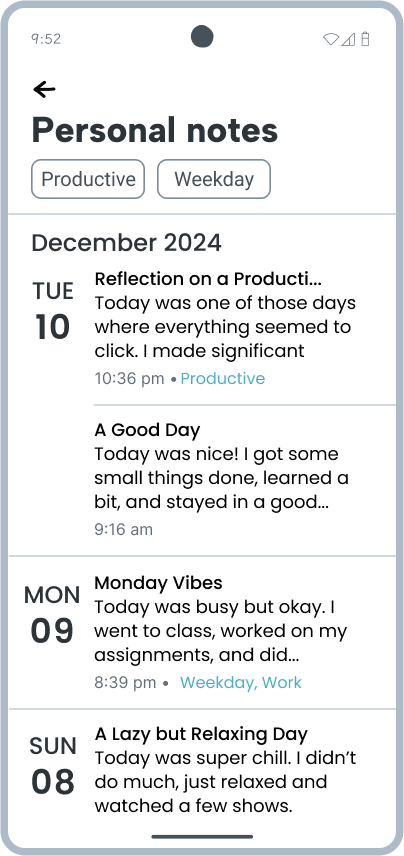 9:52
Personal notes
Productive
Weekday
December 2024
TUE
10
Reflection on a Producti...
Today was one of those days
where everything seemed to
click. I made significant
10:36 pm • Productive
A Good Day
Today was nice! I got some
small things done, learned a
bit, and stayed in a good...
9:16 am
MON
09
Monday Vibes
Today was busy but okay. I
went to class, worked on my
assignments, and did...
8:39 pm • Weekday, Work
SUN
08
A Lazy but Relaxing Day
Today was super chill. I didn’t
do much, just relaxed and
watched a few shows.